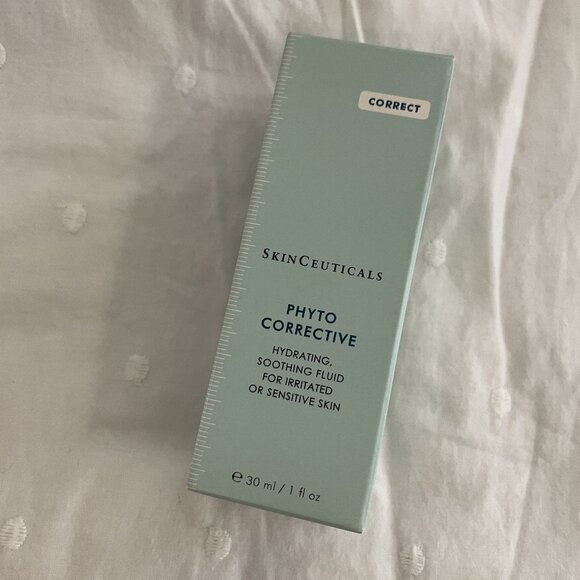 CORRECT
SKINCEUTICALS
PHYTO
CORRECTIVE
HYDRATING,
SOOTHING FLUID
FOR IRRITATED
OR SENSITIVE SKIN
℮ 30 ml / 1 fl oz